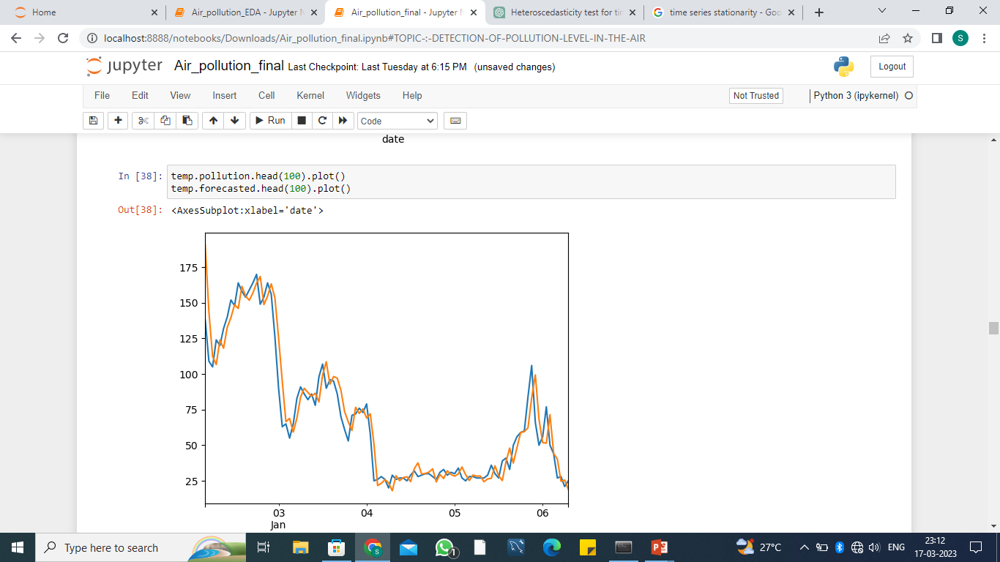 Home
Air_pollution_EDA - Jupyter N
Air_pollution_final - Jupyter N
Heteroscedasticity test for tim
time series stationarity - Goo
localhost:8888/notebooks/Downloads/Air_pollution_final.ipynb#TOPIC-:-DETECTION-OF-POLLUTION-LEVEL-IN-THE-AIR
S
jupyter Air_pollution_final Last Checkpoint: Last Tuesday at 6:15 PM (unsaved changes)
Logout
File Edit View Insert Cell Kernel Widgets Help
Not Trusted
Python 3 (ipykernel)
Run
Code
date
In [38]: temp.pollution.head(100).plot()
temp.forecasted.head(100).plot()
Out[38]: <AxesSubplot:xlabel='date'>
175
150
125
100
75
50
25
03 04 05 06
Jan
Type here to search
S
1
27°C
ENG
23:12
17-03-2023